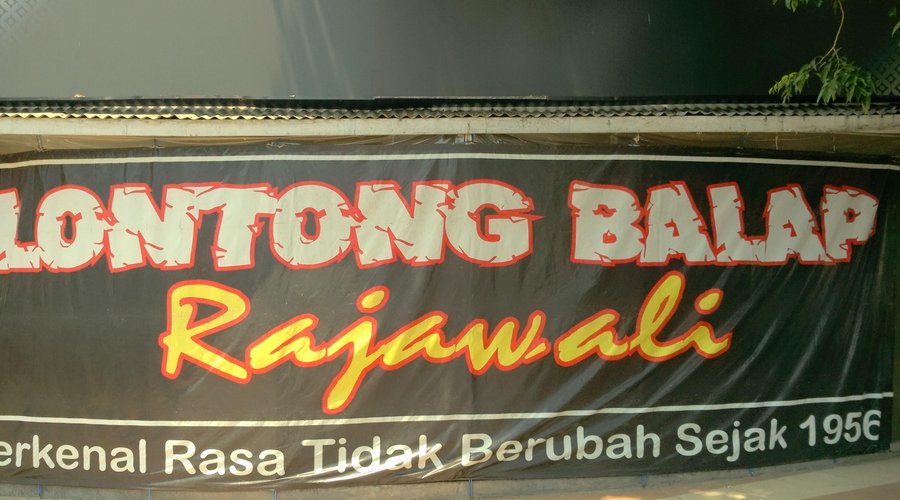 LONTONG BALAP
Rajawali
erkenal Rasa Tidak Berubah Sejak 1956